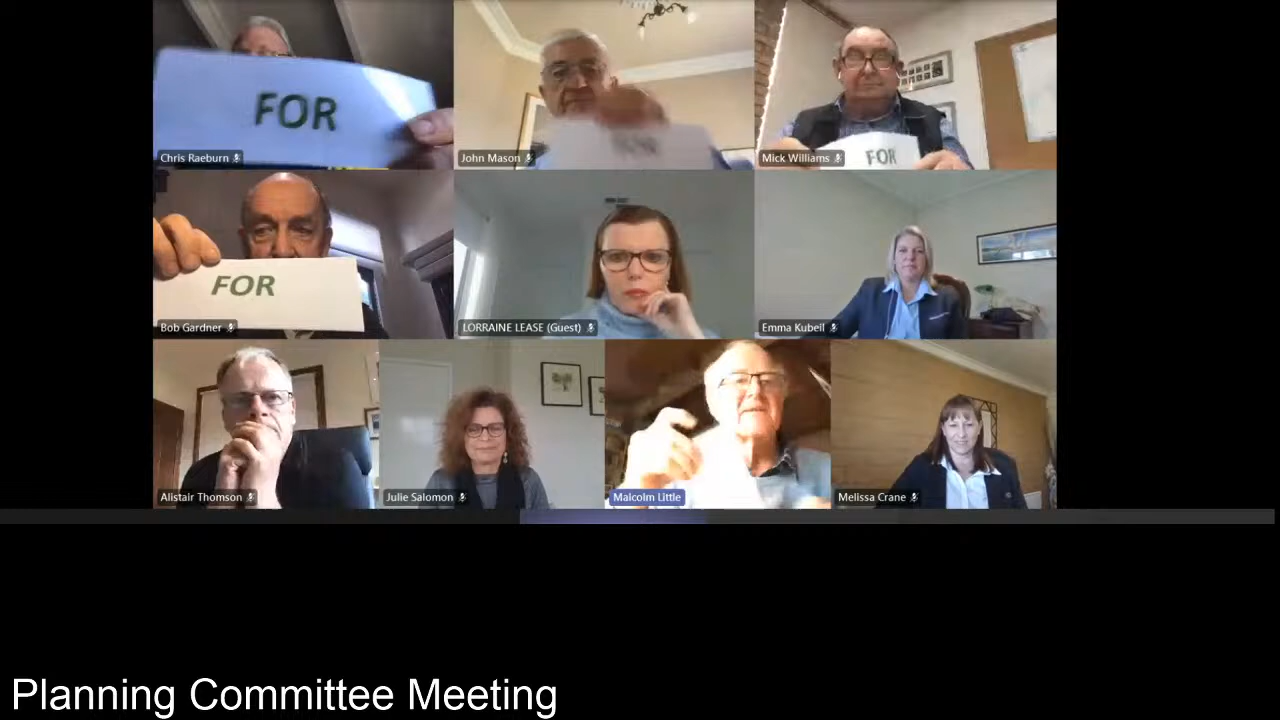 FOR
Chris Raeburn
John Mason
FOR
Mick Williams
FOR
Bob Gardner
LORRAINE LEASE (Guest)
Emma Kubeil
Alistair Thomson
Julie Salomon
Malcolm Little
Melissa Crane
Planning Committee Meeting